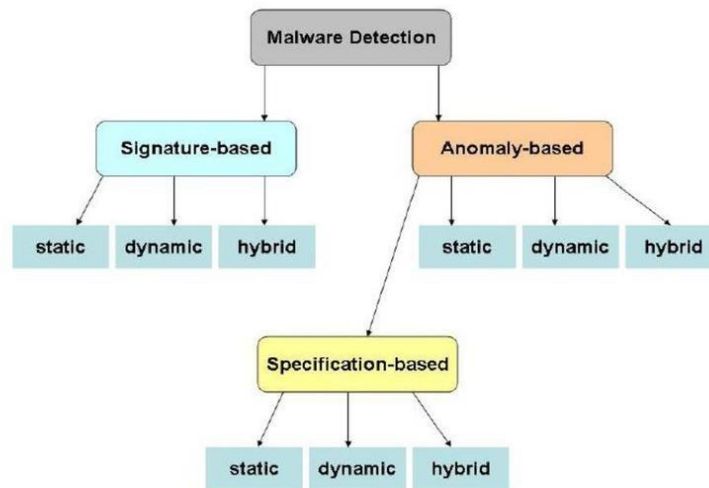 Malware Detection
Signature-based
Anomaly-based
static
dynamic
hybrid
static
dynamic
hybrid
Specification-based
static
dynamic
hybrid